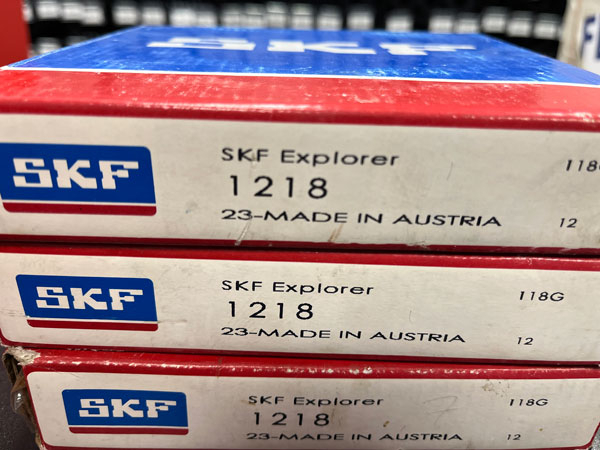 SKF
SKF
SKF Explorer
1218
23-MADE IN AUSTRIA
118
12
SKF
SKF Explorer
1218
23-MADE IN AUSTRIA
118G
12
SKF
SKF Explorer
1218
23-MADE IN AUSTRIA
118G
12